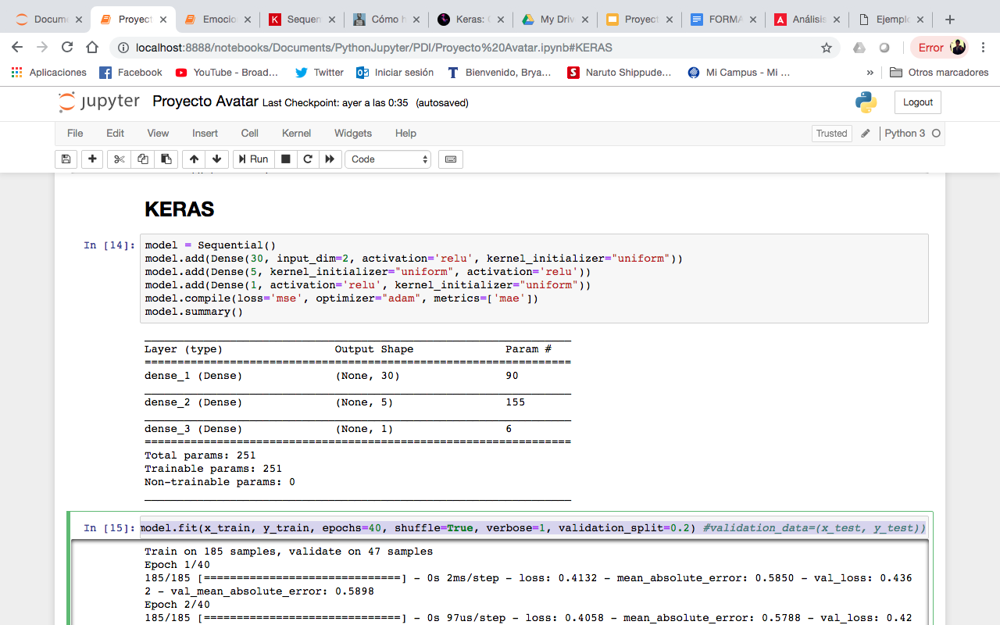 Docume
Proyect
Emocio
Sequen
Cómo h
Keras: 
My Driv
Proyect
FORMA
Análisis
Ejemplo
localhost:8888/notebooks/Documents/PythonJupyter/PDI/Proyecto%20Avatar.ipynb#KERAS
Error
Aplicaciones
Facebook
YouTube - Broad...
Twitter
Iniciar sesión
Bienvenido, Brya...
Naruto Shippude...
Mi Campus - Mi ...
»
Otros marcadores
jupyter Proyecto Avatar Last Checkpoint: ayer a las 0:35 (autosaved)
Logout
File Edit View Insert Cell Kernel Widgets Help
Trusted
Python 3
Run
Code
KERAS
In [14]:
model = Sequential()
model.add(Dense(30, input_dim=2, activation='relu', kernel_initializer="uniform"))
model.add(Dense(5, kernel_initializer="uniform", activation='relu'))
model.add(Dense(1, activation='relu', kernel_initializer="uniform"))
model.compile(loss='mse', optimizer="adam", metrics=['mae'])
model.summary()
_________________________________________________________________
Layer (type) Output Shape Param #
=================================================================
dense_1 (Dense) (None, 30) 90
_________________________________________________________________
dense_2 (Dense) (None, 5) 155
_________________________________________________________________
dense_3 (Dense) (None, 1) 6
=================================================================
Total params: 251
Trainable params: 251
Non-trainable params: 0
_________________________________________________________________
In [15]:
model.fit(x_train, y_train, epochs=40, shuffle=True, verbose=1, validation_split=0.2) #validation_data=(x_test, y_test))
Train on 185 samples, validate on 47 samples
Epoch 1/40
185/185 [==============================] - 0s 2ms/step - loss: 0.4132 - mean_absolute_error: 0.5850 - val_loss: 0.436
2 - val_mean_absolute_error: 0.5898
Epoch 2/40
185/185 [==============================] - 0s 97us/step - loss: 0.4058 - mean_absolute_error: 0.5788 - val_loss: 0.42